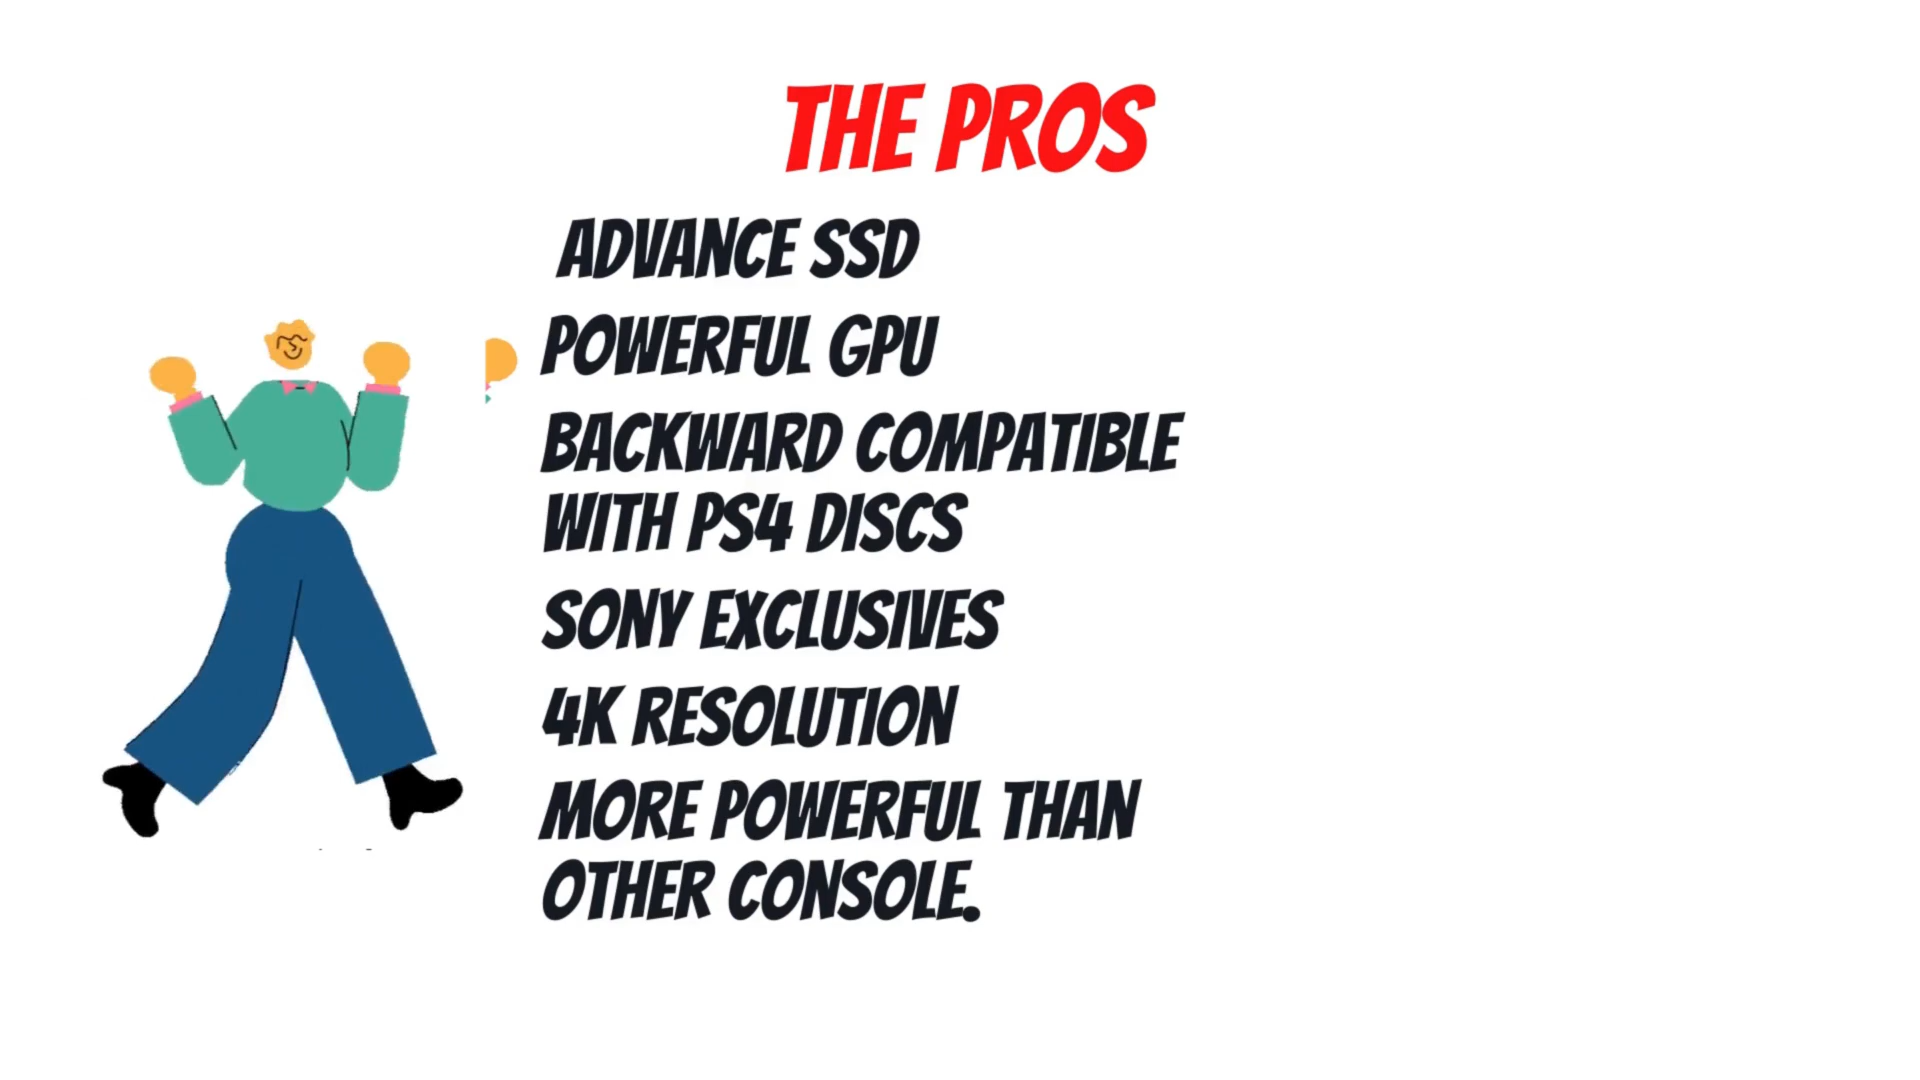 THE PROS
ADVANCE SSD
POWERFUL GPU
BACKWARD COMPATIBLE
WITH PS4 DISCS
SONY EXCLUSIVES
4K RESOLUTION
MORE POWERFUL THAN
OTHER CONSOLE.